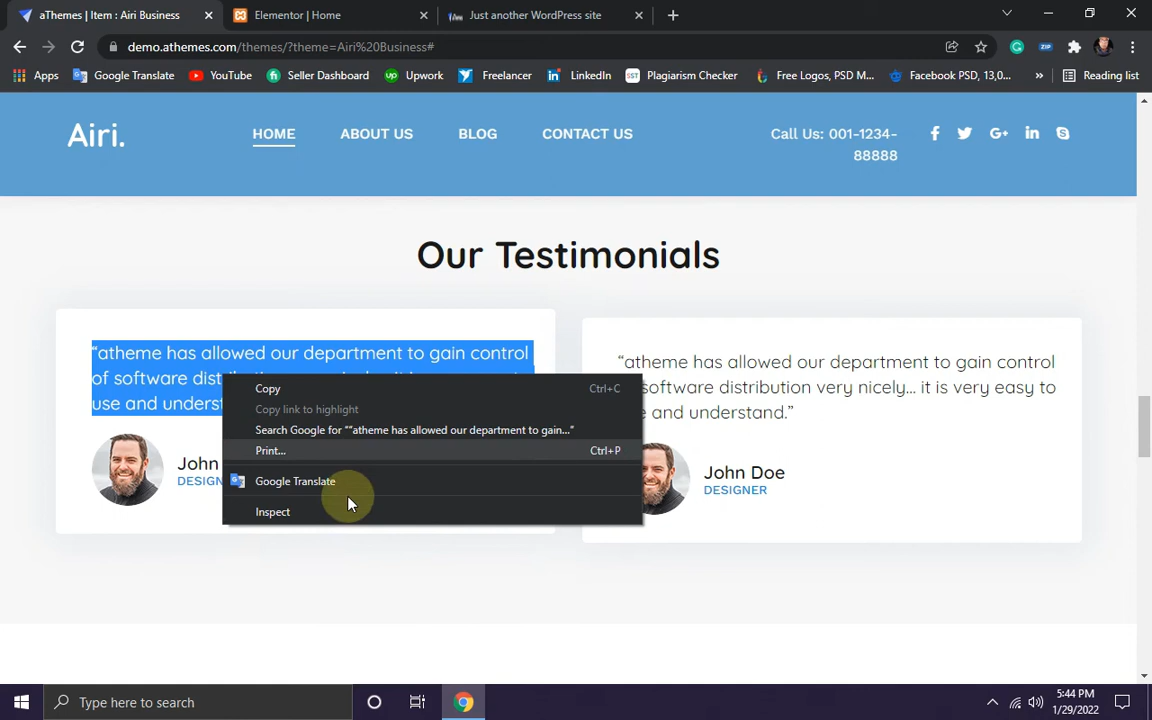 aThemes | Item : Airi Business
Elementor | Home
Just another WordPress site
demo.athemes.com/themes/?theme=Airi%20Business#
ZIP
Apps
Google Translate
YouTube
Seller Dashboard
up Upwork
Freelancer
in LinkedIn
SST Plagiarism Checker
Free Logos, PSD M...
Facebook PSD, 13,0...
»
Reading list
Airi.
HOME
ABOUT US
BLOG
CONTACT US
Call Us: 001-1234-
88888
Our Testimonials
“atheme has allowed our department to gain control
of software dist
use and underst
John
DESIGN
Copy Ctrl+C
Copy link to highlight
Search Google for "“atheme has allowed our department to gain..."
Print... Ctrl+P
Google Translate
Inspect
“atheme has allowed our department to gain control
software distribution very nicely... it is very easy to
e and understand.”
John Doe
DESIGNER
Type here to search
5:44 PM
1/29/2022